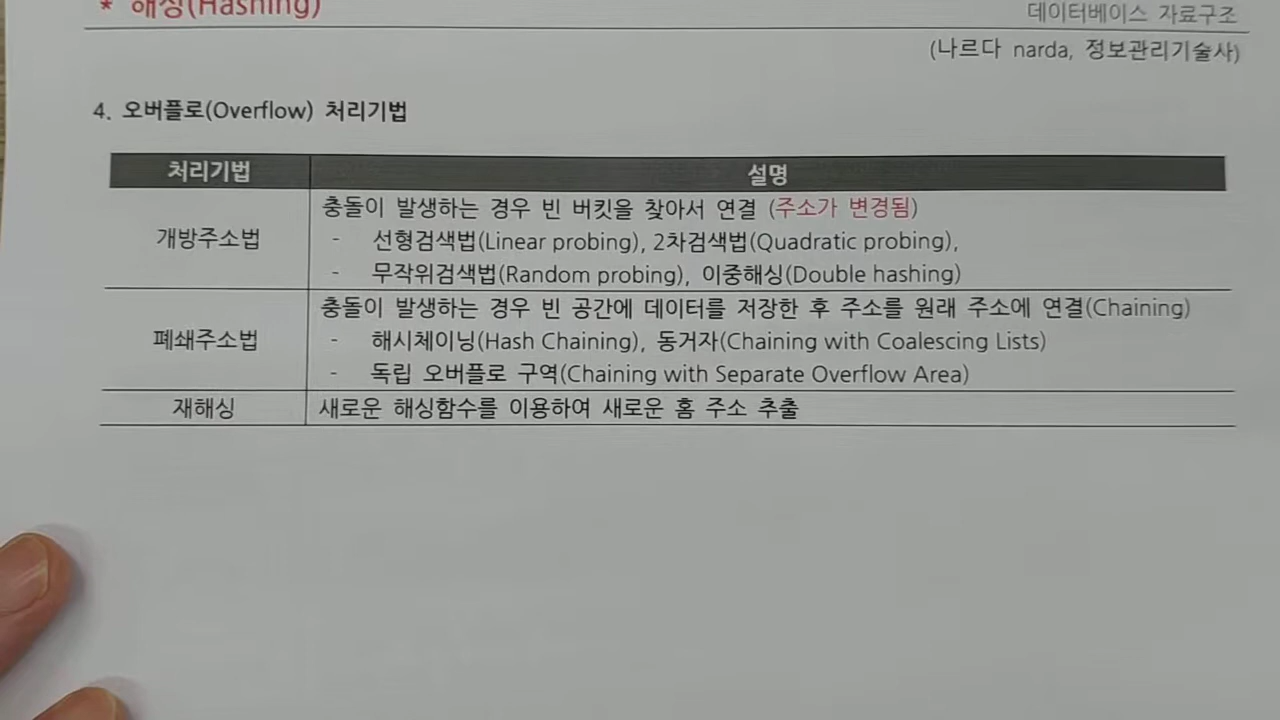 * 해싱(Hashing)
데이터베이스 자료구조
(나르다 narda, 정보관리기술사)
4. 오버플로(Overflow) 처리기법
처리기법 설명
개방주소법
충돌이 발생하는 경우 빈 버킷을 찾아서 연결 (주소가 변경됨)
- 선형검색법(Linear probing), 2차검색법(Quadratic probing),
- 무작위검색법(Random probing), 이중해싱(Double hashing)
폐쇄주소법
충돌이 발생하는 경우 빈 공간에 데이터를 저장한 후 주소를 원래 주소에 연결(Chaining)
- 해시체이닝(Hash Chaining), 동거자(Chaining with Coalescing Lists)
- 독립 오버플로 구역(Chaining with Separate Overflow Area)
재해싱 새로운 해싱함수를 이용하여 새로운 홈 주소 추출